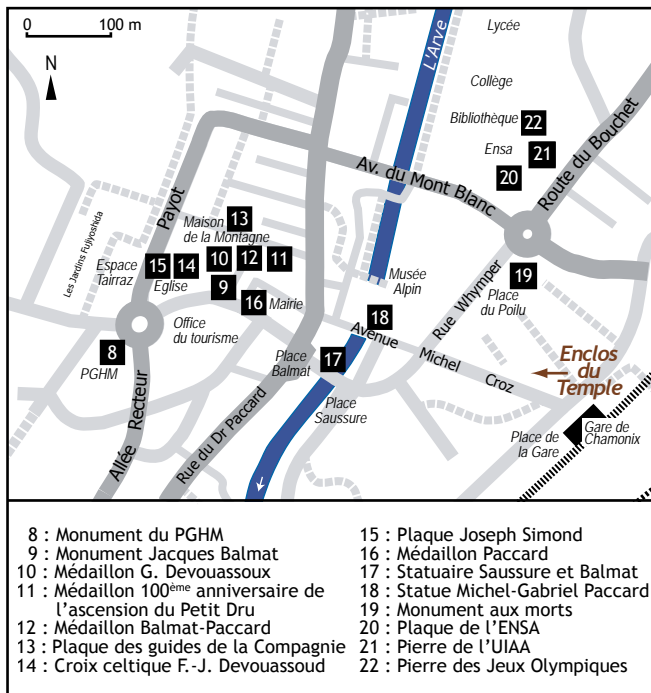 0 100 m
N
Lycée
L'Arve
Collège
Bibliothèque
22
Ensa
21
20
Route du Bouchet
Av. du Mont Blanc
Payot
Les Jardins Fujiyoshida
Maison
de la Montagne
13
Espace
Tairraz
15
14
10
12
11
Eglise
9
16
Mairie
Musée
Alpin
19
Place
du Poilu
Rue Whymper
18
Office
du tourisme
8
PGHM
Place
Balmat
17
Avenue Michel Croz
Place
Saussure
Enclos
du
Temple
Gare de
Chamonix
Place de
la Gare
Allée Recteur
Rue du Dr Paccard
8 : Monument du PGHM
9 : Monument Jacques Balmat
10 : Médaillon G. Devouassoux
11 : Médaillon 100ème anniversaire de
l'ascension du Petit Dru
12 : Médaillon Balmat-Paccard
13 : Plaque des guides de la Compagnie
14 : Croix celtique F.-J. Devouassoud
15 : Plaque Joseph Simond
16 : Médaillon Paccard
17 : Statuaire Saussure et Balmat
18 : Statue Michel-Gabriel Paccard
19 : Monument aux morts
20 : Plaque de l'ENSA
21 : Pierre de l'UIAA
22 : Pierre des Jeux Olympiques